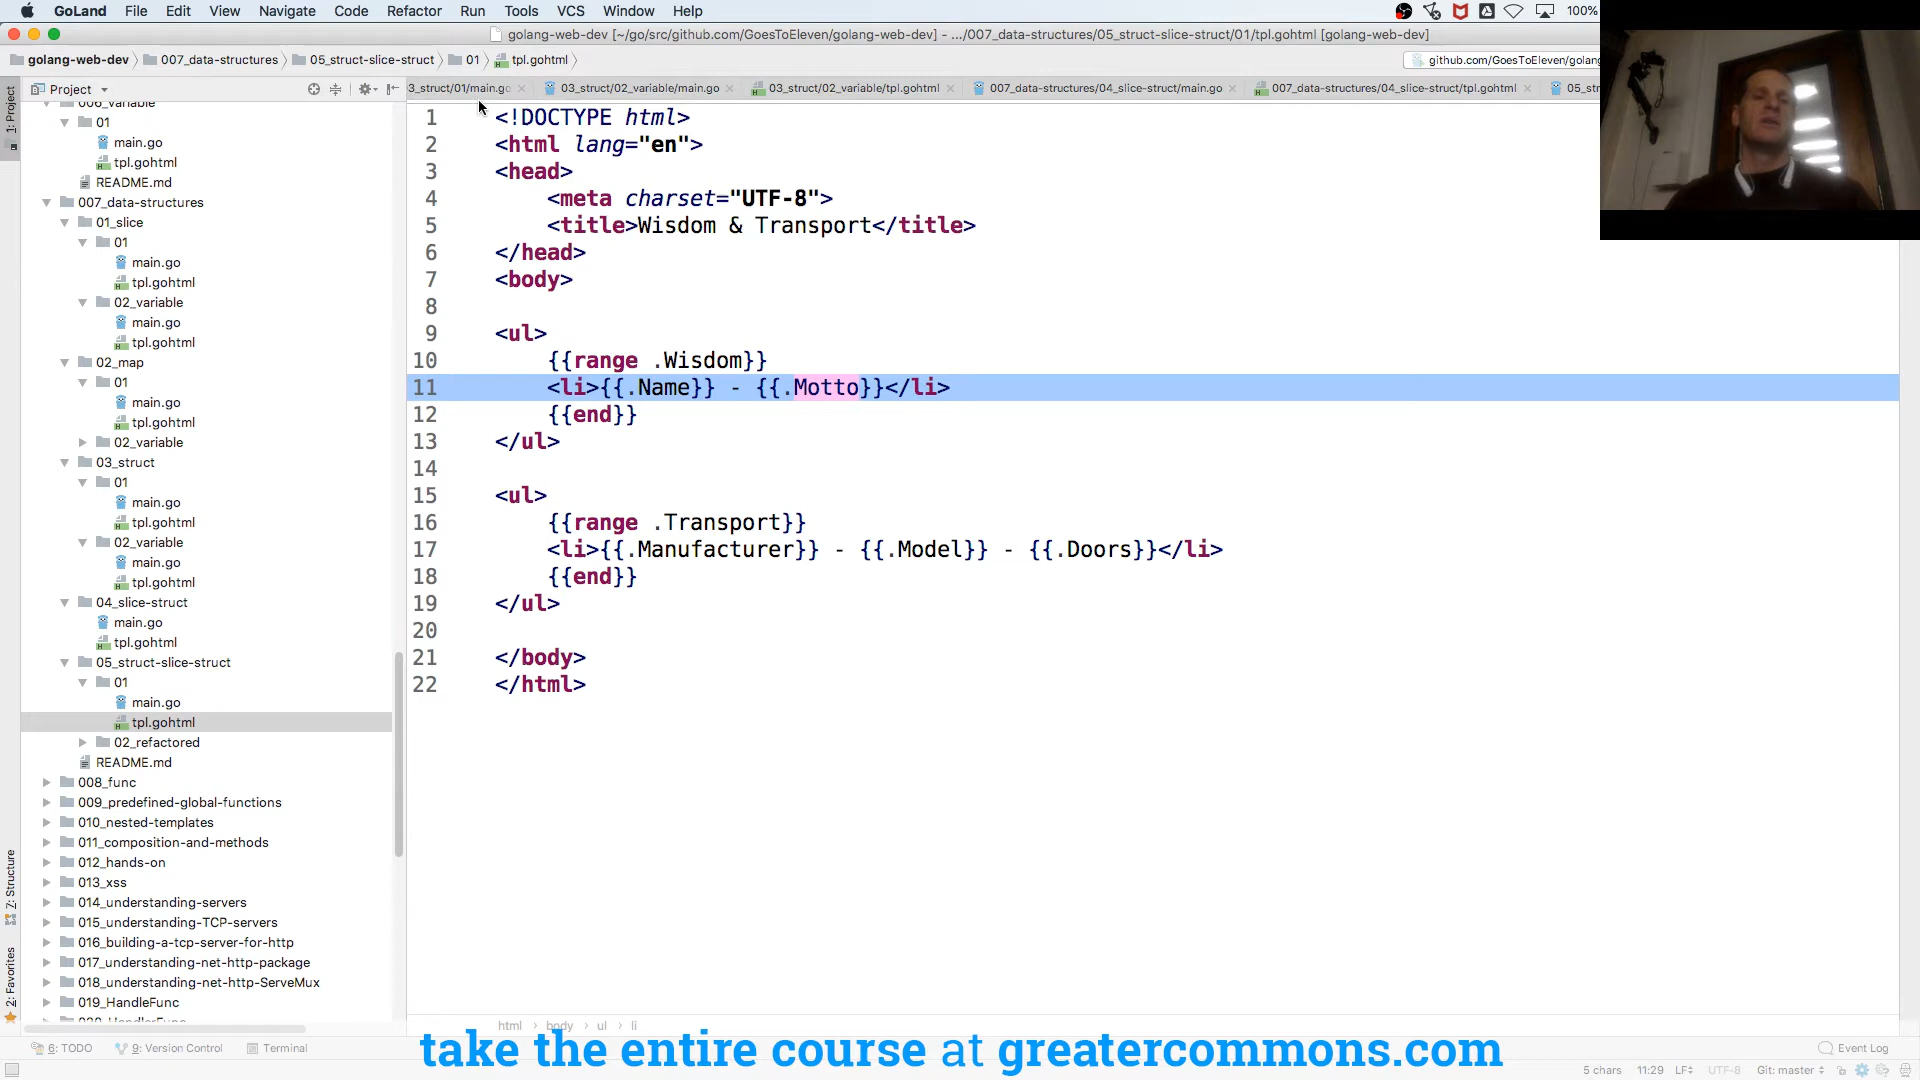 GoLand File Edit View Navigate Code Refactor Run Tools VCS Window Help 100%
golang-web-dev [~/go/src/github.com/GoesToEleven/golang-web-dev] - .../007_data-structures/05_struct-slice-struct/01/tpl.gohtml [golang-web-dev]
golang-web-dev 007_data-structures 05_struct-slice-struct 01 tpl.gohtml github.com/GoesToEleven/golang
Project 3_struct/01/main.go 03_struct/02_variable/main.go 03_struct/02_variable/tpl.gohtml 007_data-structures/04_slice-struct/main.go 007_data-structures/04_slice-struct/tpl.gohtml 05_str
1: Project
7: Structure
2: Favorites
006_variable
01
main.go
tpl.gohtml
README.md
007_data-structures
01_slice
01
main.go
tpl.gohtml
02_variable
main.go
tpl.gohtml
02_map
01
main.go
tpl.gohtml
02_variable
03_struct
01
main.go
tpl.gohtml
02_variable
main.go
tpl.gohtml
04_slice-struct
main.go
tpl.gohtml
05_struct-slice-struct
01
main.go
tpl.gohtml
02_refactored
README.md
008_func
009_predefined-global-functions
010_nested-templates
011_composition-and-methods
012_hands-on
013_xss
014_understanding-servers
015_understanding-TCP-servers
016_building-a-tcp-server-for-http
017_understanding-net-http-package
018_understanding-net-http-ServeMux
019_HandleFunc
1 <!DOCTYPE html>
2 <html lang="en">
3 <head>
4 <meta charset="UTF-8">
5 <title>Wisdom & Transport</title>
6 </head>
7 <body>
8
9 <ul>
10 {{range .Wisdom}}
11 <li>{{.Name}} - {{.Motto}}</li>
12 {{end}}
13 </ul>
14
15 <ul>
16 {{range .Transport}}
17 <li>{{.Manufacturer}} - {{.Model}} - {{.Doors}}</li>
18 {{end}}
19 </ul>
20
21 </body>
22 </html>
html body ul li
6: TODO 9: Version Control Terminal Event Log
take the entire course at greatercommons.com
5 chars 11:29 LF UTF-8 Git: master